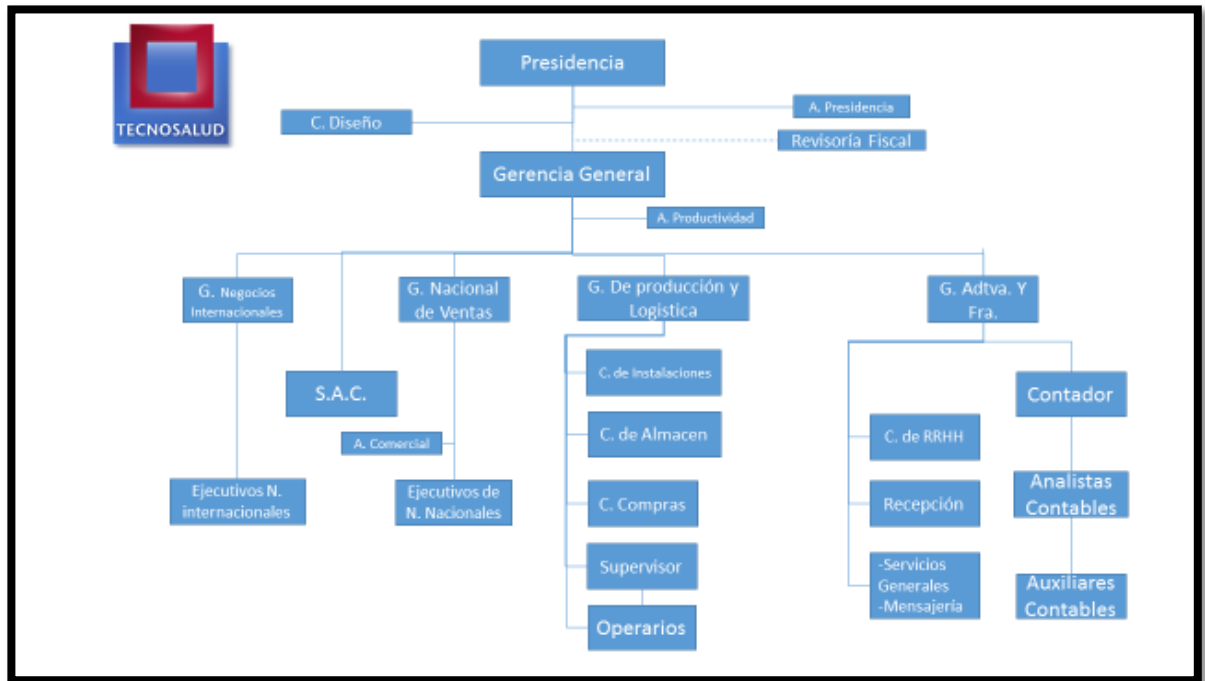 TECNOSALUD
Presidencia
A. Presidencia
C. Diseño
Revisoría Fiscal
Gerencia General
A. Productividad
G. Negocios
Internacionales
G. Nacional
de Ventas
G. De producción y
Logistica
G. Adtva. Y
Fra.
S.A.C.
A. Comercial
Ejecutivos N.
internacionales
Ejecutivos de
N. Nacionales
C. de Instalaciones
C. de Almacen
C. Compras
Supervisor
Operarios
C. de RRHH
Recepción
-Servicios
Generales
-Mensajería
Contador
Analistas
Contables
Auxiliares
Contables